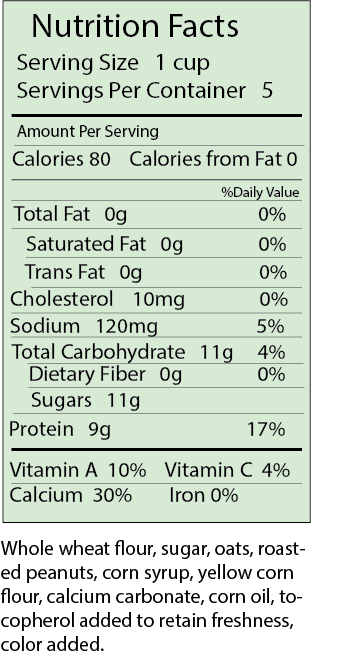 Nutrition Facts
Serving Size 1 cup
Servings Per Container 5
Amount Per Serving
Calories 80 Calories from Fat 0
%Daily Value
Total Fat 0g 0%
Saturated Fat 0g 0%
Trans Fat 0g 0%
Cholesterol 10mg 0%
Sodium 120mg 5%
Total Carbohydrate 11g 4%
Dietary Fiber 0g 0%
Sugars 11g
Protein 9g 17%
Vitamin A 10% Vitamin C 4%
Calcium 30% Iron 0%
Whole wheat flour, sugar, oats, roast-
ed peanuts, corn syrup, yellow corn
flour, calcium carbonate, corn oil, to-
copherol added to retain freshness,
color added.